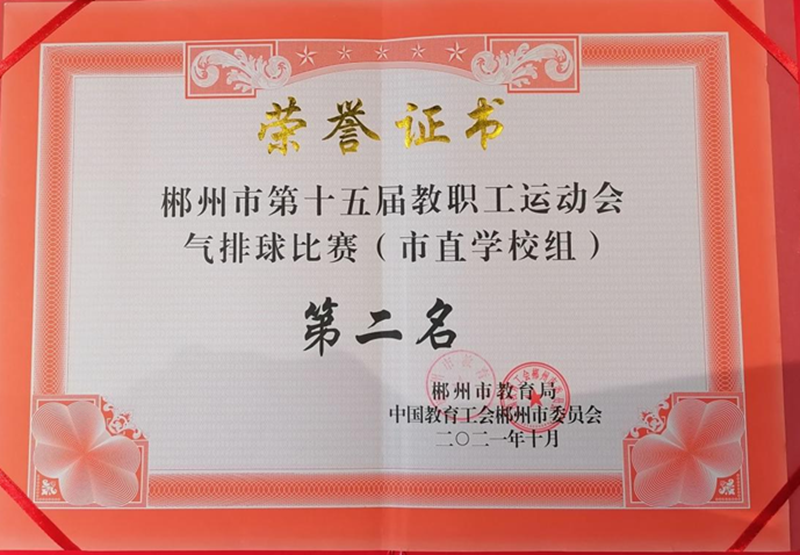 荣誉证书
郴州市第十五届教职工运动会
气排球比赛（市直学校组）
第二名
郴州市教育局
中国教育工会郴州市委员会
二〇二一年十月